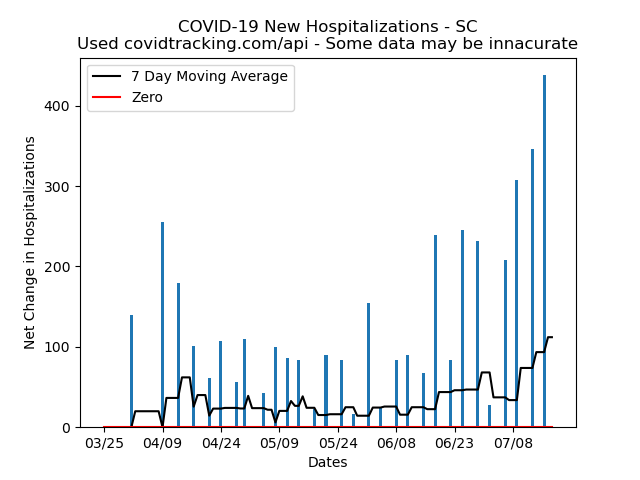 COVID-19 New Hospitalizations - SC
Used covidtracking.com/api - Some data may be innacurate
7 Day Moving Average
Zero
Net Change in Hospitalizations
400
300
200
100
0
03/25 04/09 04/24 05/09 05/24 06/08 06/23 07/08
Dates